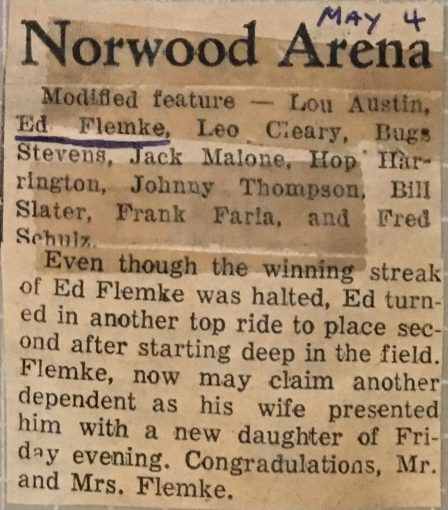 MAY 4
Norwood Arena
Modified feature — Lou Austin,
Ed Flemke, Leo Cleary, Bugs
Stevens, Jack Malone, Hop Har-
rington, Johnny Thompson, Bill
Slater, Frank Faria, and Fred
Schulz.
Even though the winning streak
of Ed Flemke was halted, Ed turn-
ed in another top ride to place sec-
ond after starting deep in the field.
Flemke, now may claim another
dependent as his wife presented
him with a new daughter of Fri-
day evening. Congradulations, Mr.
and Mrs. Flemke.